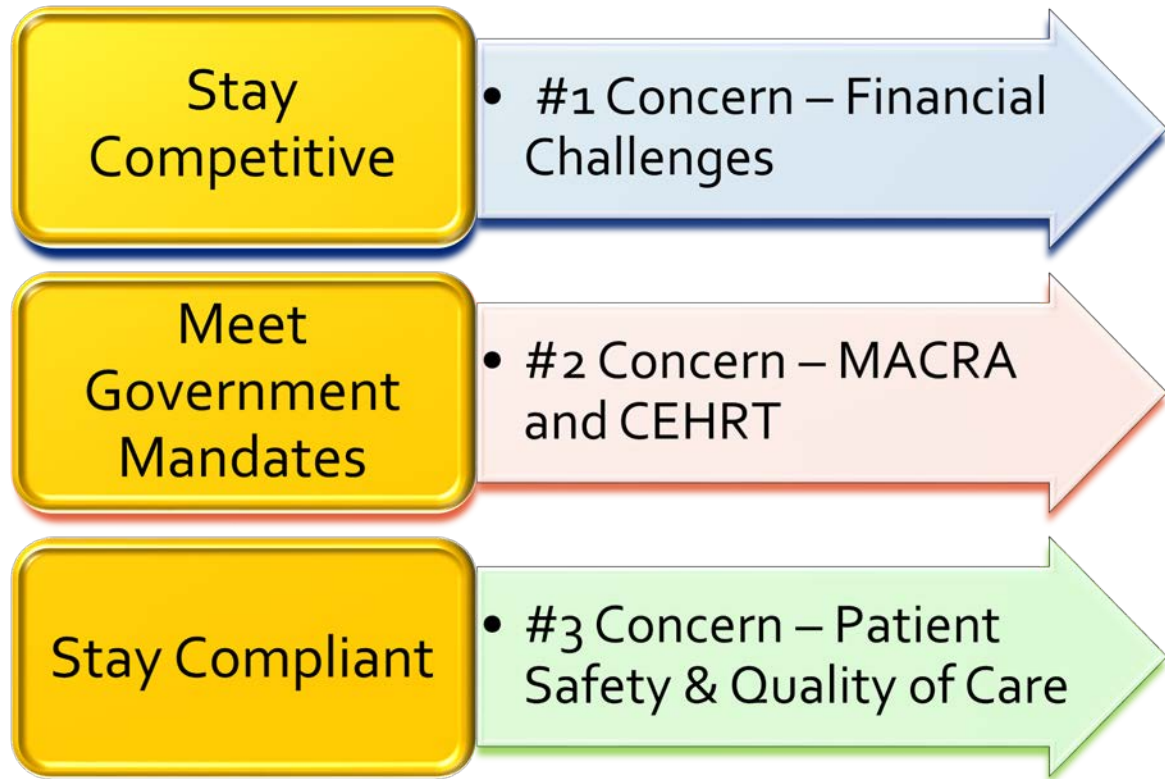 Stay
Competitive
• #1 Concern – Financial
Challenges
Meet
Government
Mandates
• #2 Concern – MACRA
and CEHRT
Stay Compliant
• #3 Concern – Patient
Safety & Quality of Care